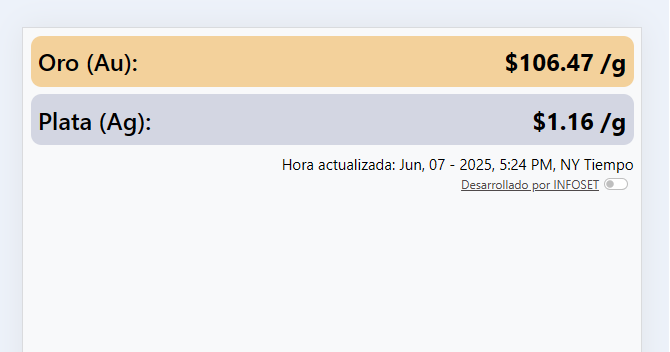 Oro (Au): $106.47 /g
Plata (Ag): $1.16 /g
Hora actualizada: Jun, 07 - 2025, 5:24 PM, NY Tiempo
Desarrollado por INFOSET